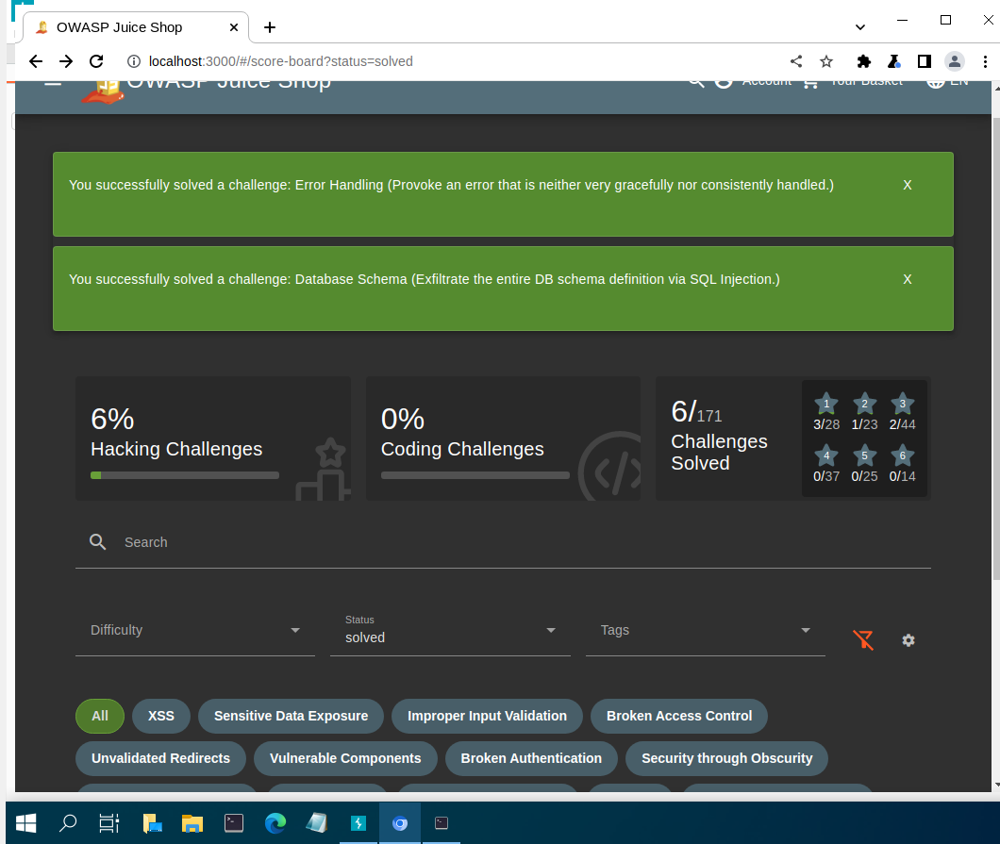 OWASP Juice Shop
localhost:3000/#/score-board?status=solved
OWASP Juice Shop
Account
Your Basket
EN
You successfully solved a challenge: Error Handling (Provoke an error that is neither very gracefully nor consistently handled.)
X
You successfully solved a challenge: Database Schema (Exfiltrate the entire DB schema definition via SQL Injection.)
X
6%
Hacking Challenges
0%
Coding Challenges
6/171
Challenges
Solved
1 2 3
3/28 1/23 2/44
4 5 6
0/37 0/25 0/14
Search
Difficulty
Status
solved
Tags
All XSS Sensitive Data Exposure Improper Input Validation Broken Access Control
Unvalidated Redirects Vulnerable Components Broken Authentication Security through Obscurity